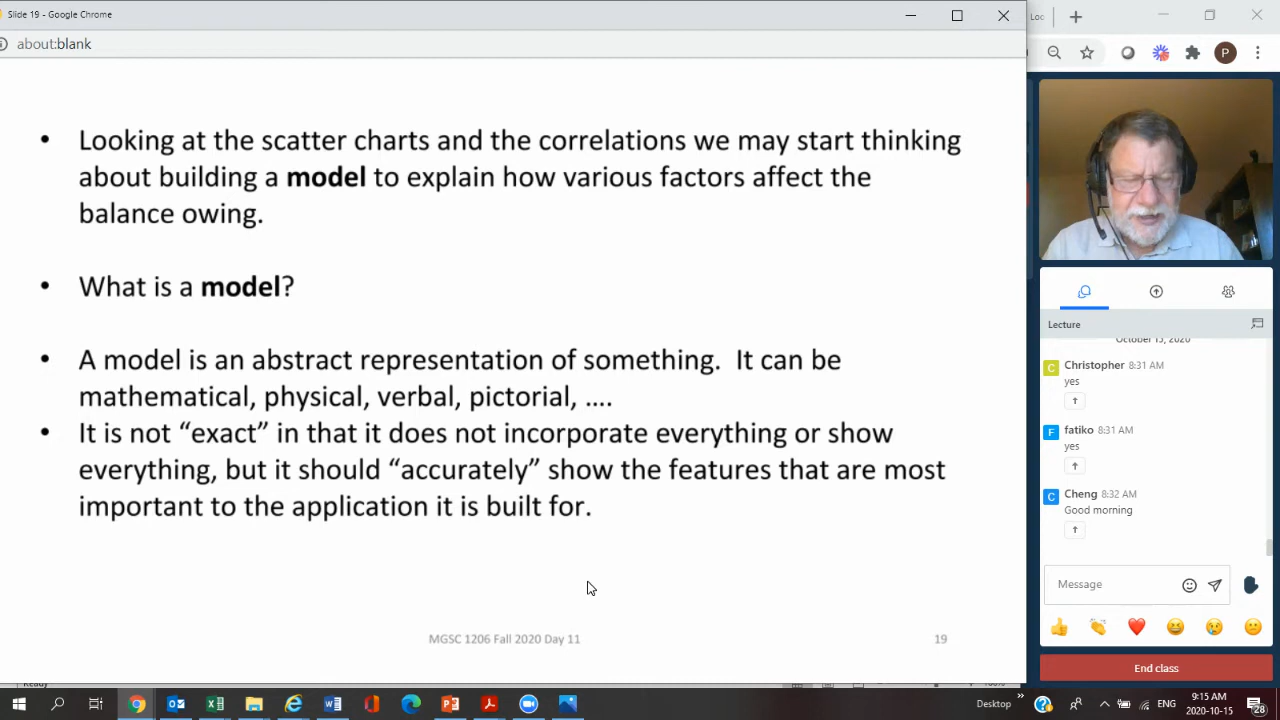 Slide 19 - Google Chrome
about:blank
• Looking at the scatter charts and the correlations we may start thinking
about building a model to explain how various factors affect the
balance owing.
• What is a model?
• A model is an abstract representation of something. It can be
mathematical, physical, verbal, pictorial, ….
• It is not “exact” in that it does not incorporate everything or show
everything, but it should “accurately” show the features that are most
important to the application it is built for.
MGSC 1206 Fall 2020 Day 11
19
P
Lecture
October 15, 2020
C Christopher 8:31 AM
yes
F fatiko 8:31 AM
yes
C Cheng 8:32 AM
Good morning
Message
End class
Ready
Desktop
ENG
9:15 AM
2020-10-15
28